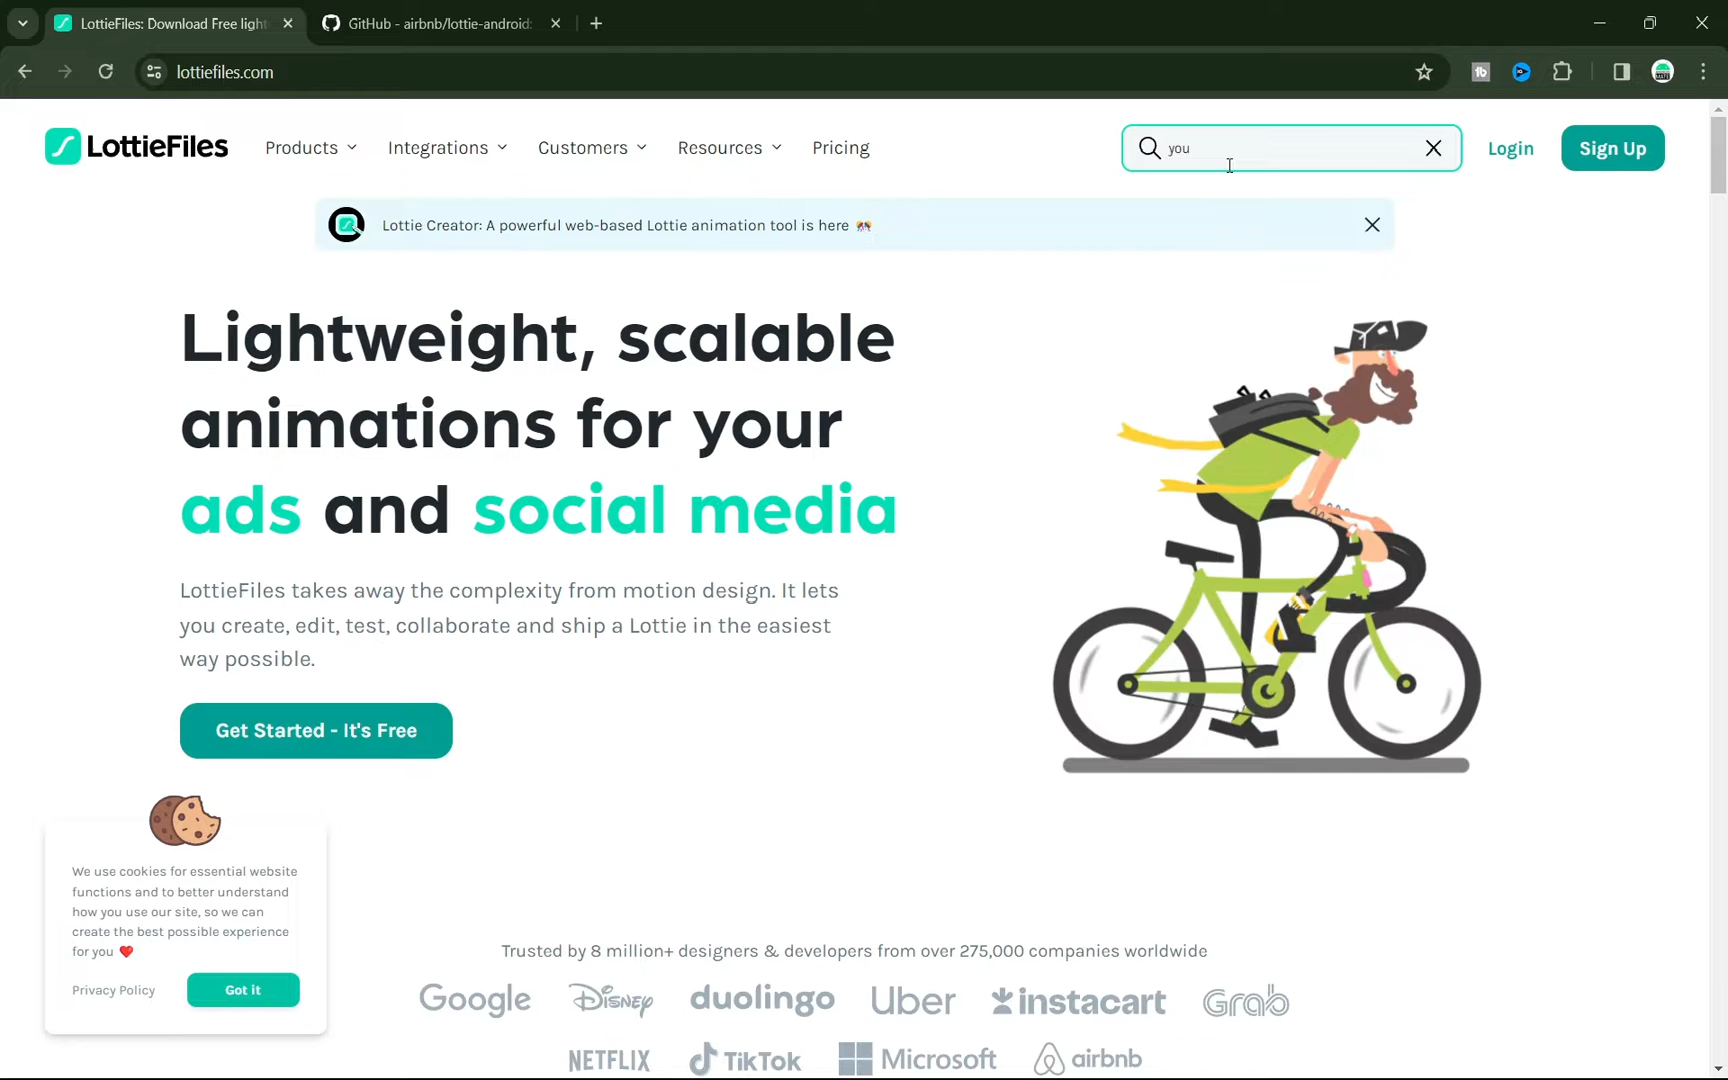 LottieFiles: Download Free light
GitHub - airbnb/lottie-android:
lottiefiles.com
LottieFiles
Products
Integrations
Customers
Resources
Pricing
you
Login
Sign Up
Lottie Creator: A powerful web-based Lottie animation tool is here
Lightweight, scalable
animations for your
ads and social media
LottieFiles takes away the complexity from motion design. It lets
you create, edit, test, collaborate and ship a Lottie in the easiest
way possible.
Get Started - It's Free
We use cookies for essential website
functions and to better understand
how you use our site, so we can
create the best possible experience
for you ❤️
Privacy Policy
Got it
Trusted by 8 million+ designers & developers from over 275,000 companies worldwide
Google
Disney
duolingo
Uber
instacart
Grab
NETFLIX
TikTok
Microsoft
airbnb